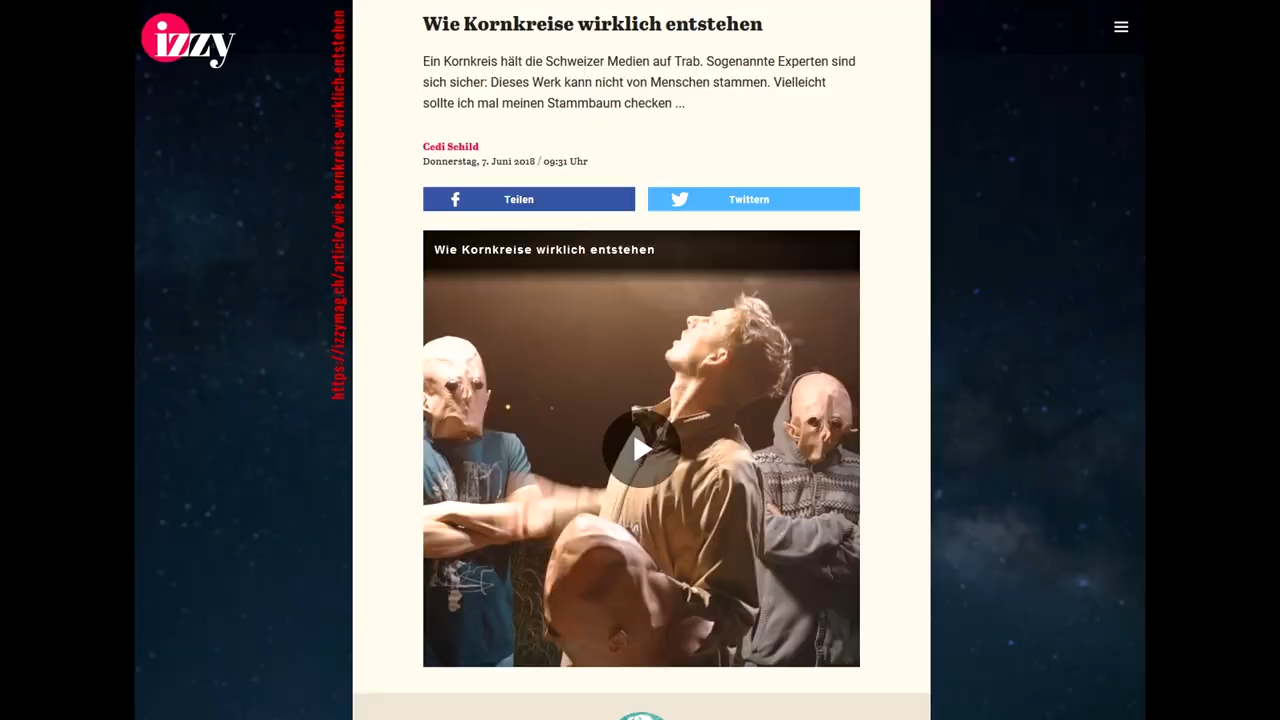 izzy
https://izzymag.ch/article/wie-kornkreise-wirklich-entstehen
Wie Kornkreise wirklich entstehen
Ein Kornkreis hält die Schweizer Medien auf Trab. Sogenannte Experten sind
sich sicher: Dieses Werk kann nicht von Menschen stammen. Vielleicht
sollte ich mal meinen Stammbaum checken ...
Cedi Schild
Donnerstag, 7. Juni 2018 / 09:31 Uhr
Teilen
Twittern
Wie Kornkreise wirklich entstehen